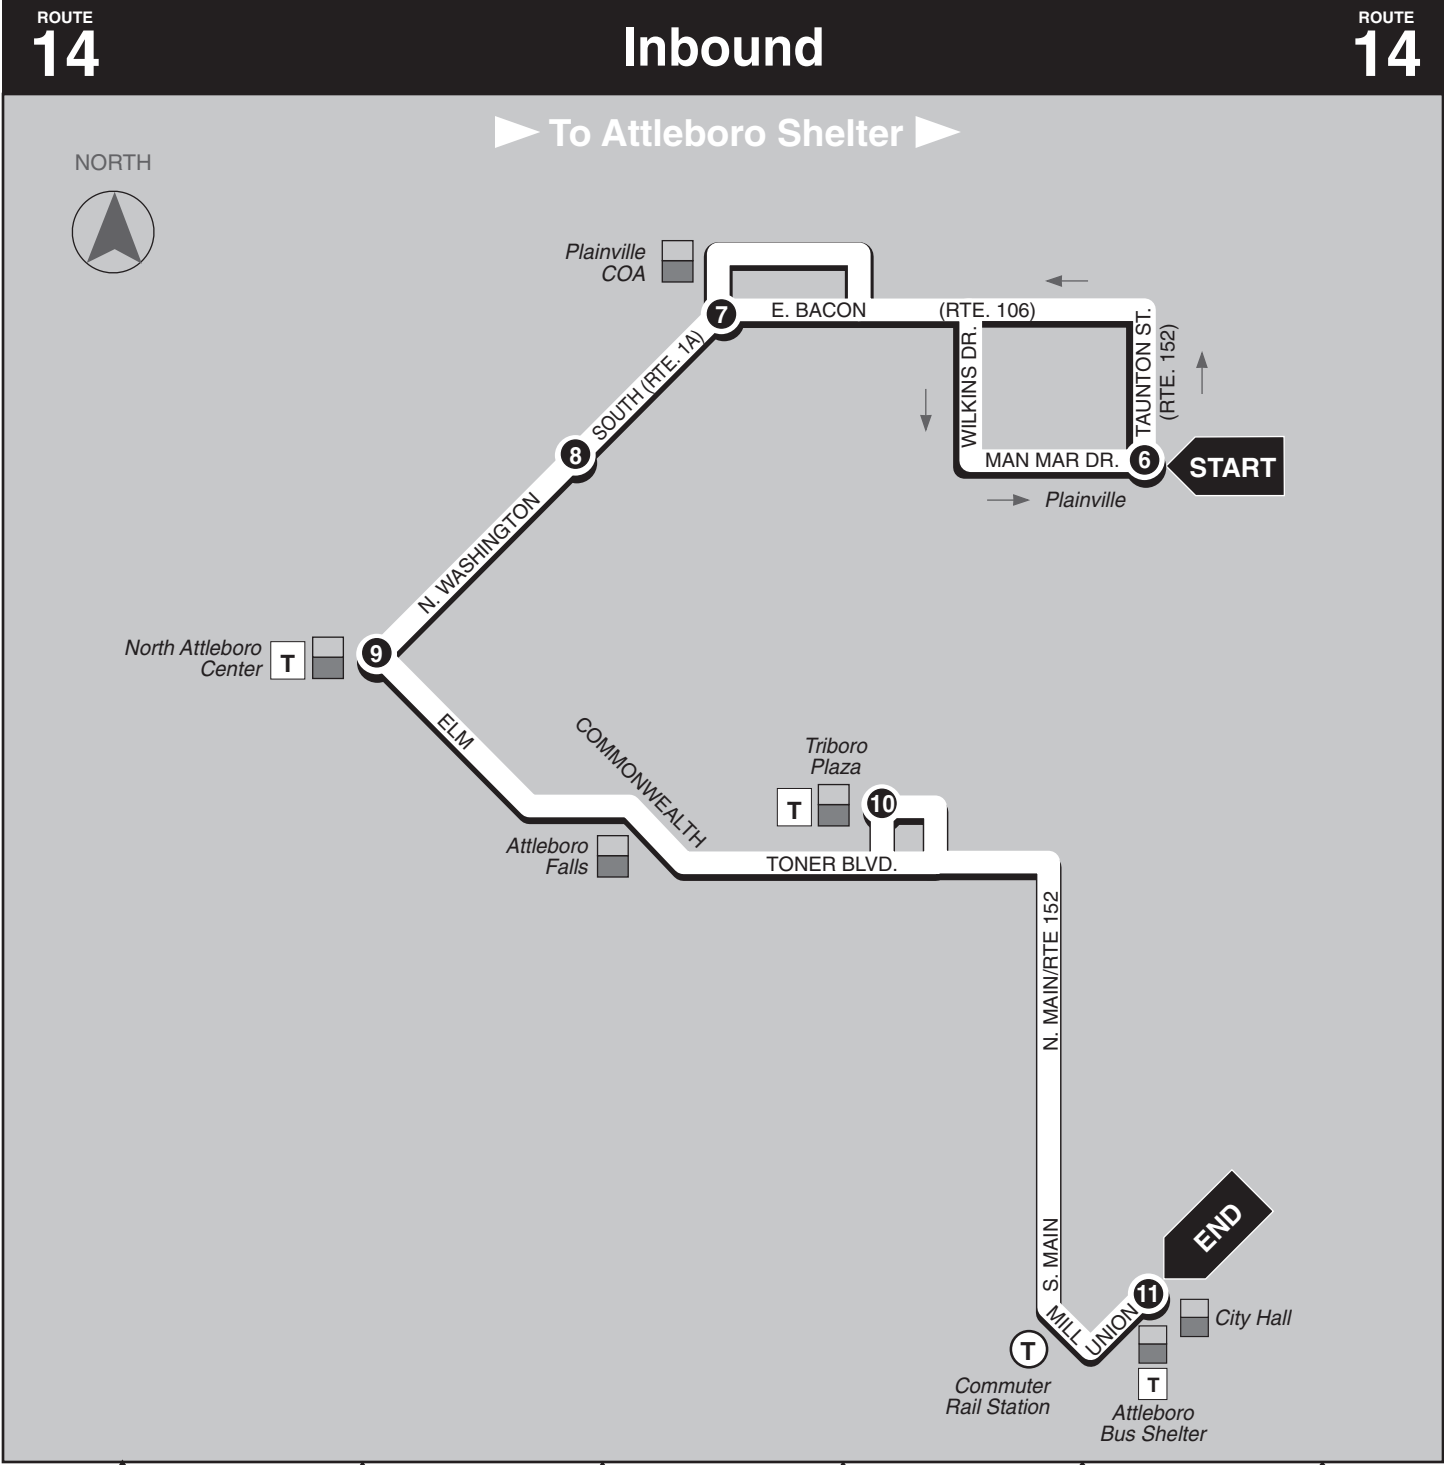 ROUTE
14
Inbound
ROUTE
14
To Attleboro Shelter
NORTH
Plainville
COA
7
E. BACON
(RTE. 106)
TAUNTON ST.
(RTE. 152)
WILKINS DR.
SOUTH (RTE. 1A)
MAN MAR DR.
6
START
Plainville
8
N. WASHINGTON
North Attleboro
Center
T
9
ELM
COMMONWEALTH
Triboro
Plaza
T
10
Attleboro
Falls
TONER BLVD.
N. MAIN/RTE 152
S. MAIN
END
11
MILL
UNION
City Hall
T
Commuter
Rail Station
T
Attleboro
Bus Shelter